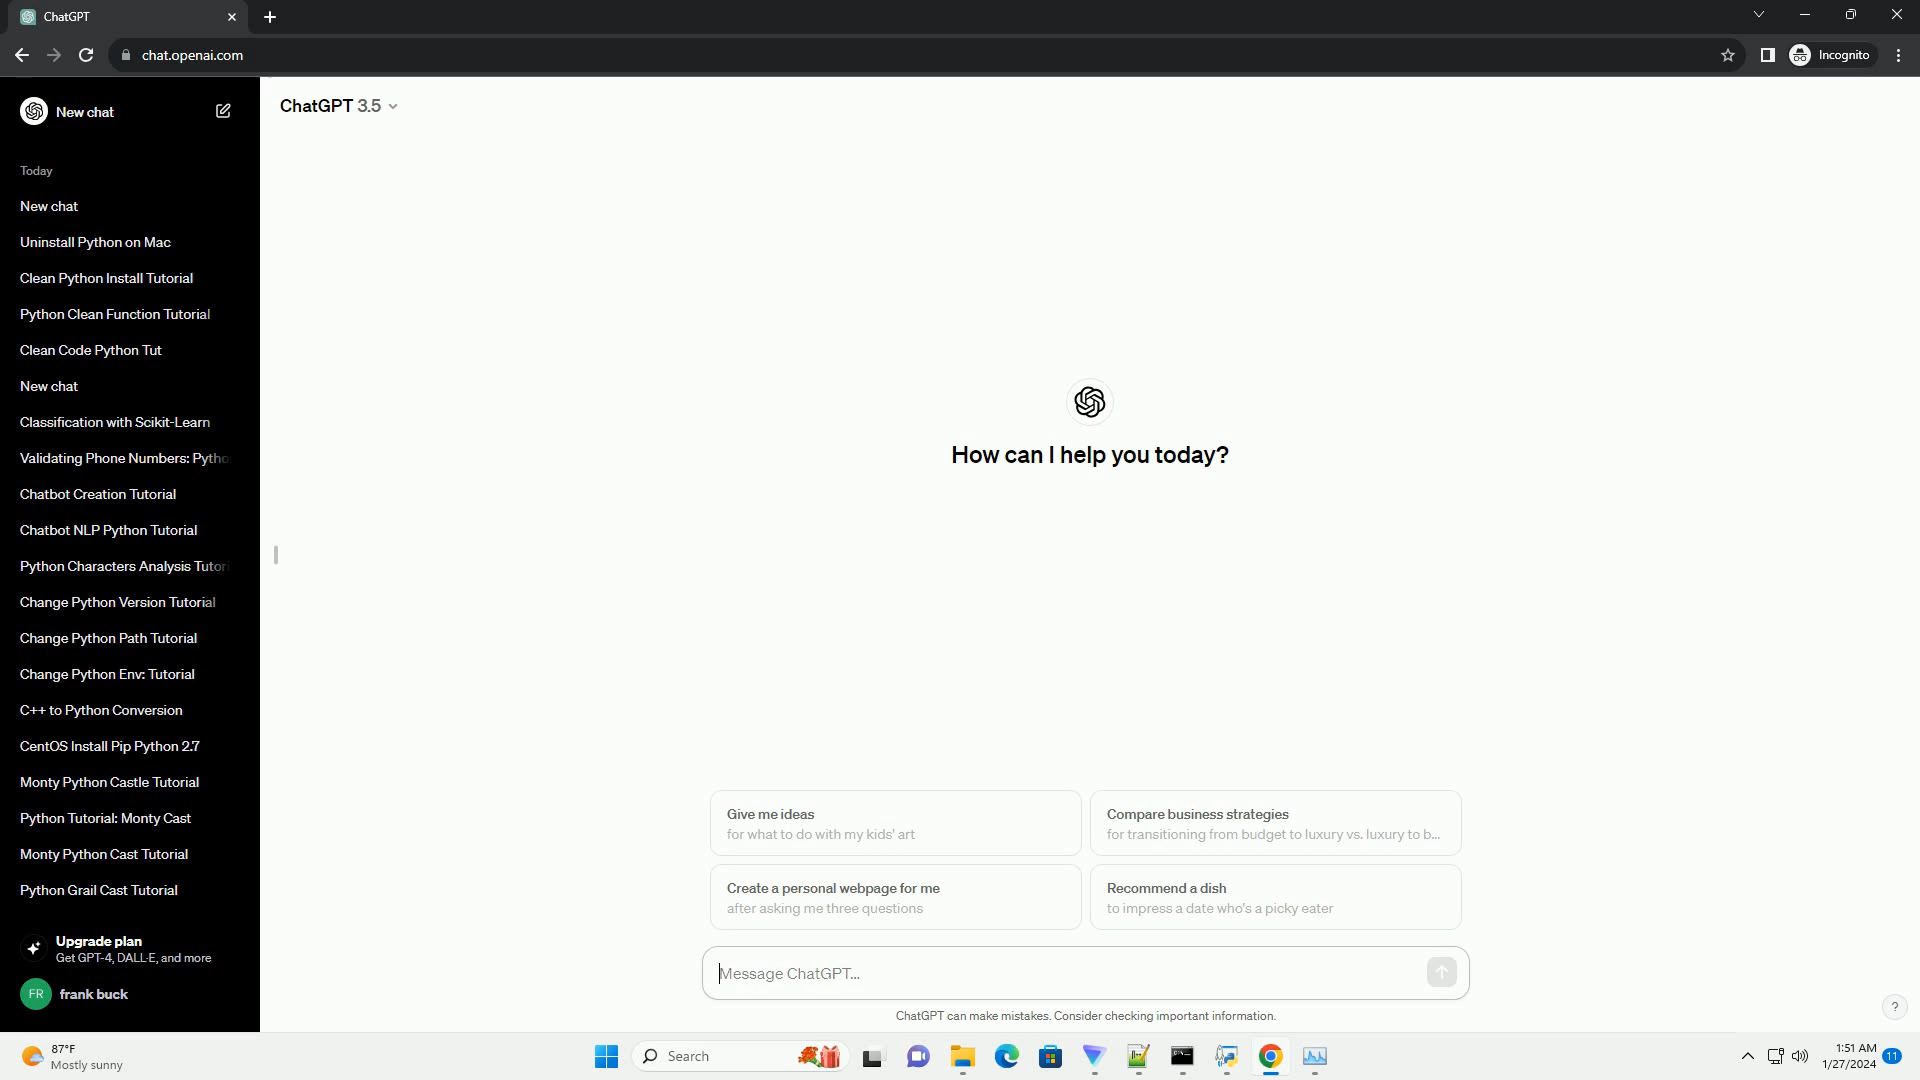 ChatGPT
chat.openai.com
Incognito
New chat
ChatGPT 3.5
Today
New chat
Uninstall Python on Mac
Clean Python Install Tutorial
Python Clean Function Tutorial
Clean Code Python Tut
New chat
Classification with Scikit-Learn
Validating Phone Numbers: Pytho
Chatbot Creation Tutorial
Chatbot NLP Python Tutorial
Python Characters Analysis Tutori
Change Python Version Tutorial
Change Python Path Tutorial
Change Python Env: Tutorial
C++ to Python Conversion
CentOS Install Pip Python 2.7
Monty Python Castle Tutorial
Python Tutorial: Monty Cast
Monty Python Cast Tutorial
Python Grail Cast Tutorial
Upgrade plan
Get GPT-4, DALL·E, and more
FR
frank buck
How can I help you today?
Give me ideas
for what to do with my kids' art
Compare business strategies
for transitioning from budget to luxury vs. luxury to b...
Create a personal webpage for me
after asking me three questions
Recommend a dish
to impress a date who's a picky eater
Message ChatGPT...
ChatGPT can make mistakes. Consider checking important information.
?
87°F
Mostly sunny
Search
1:51 AM
1/27/2024
11